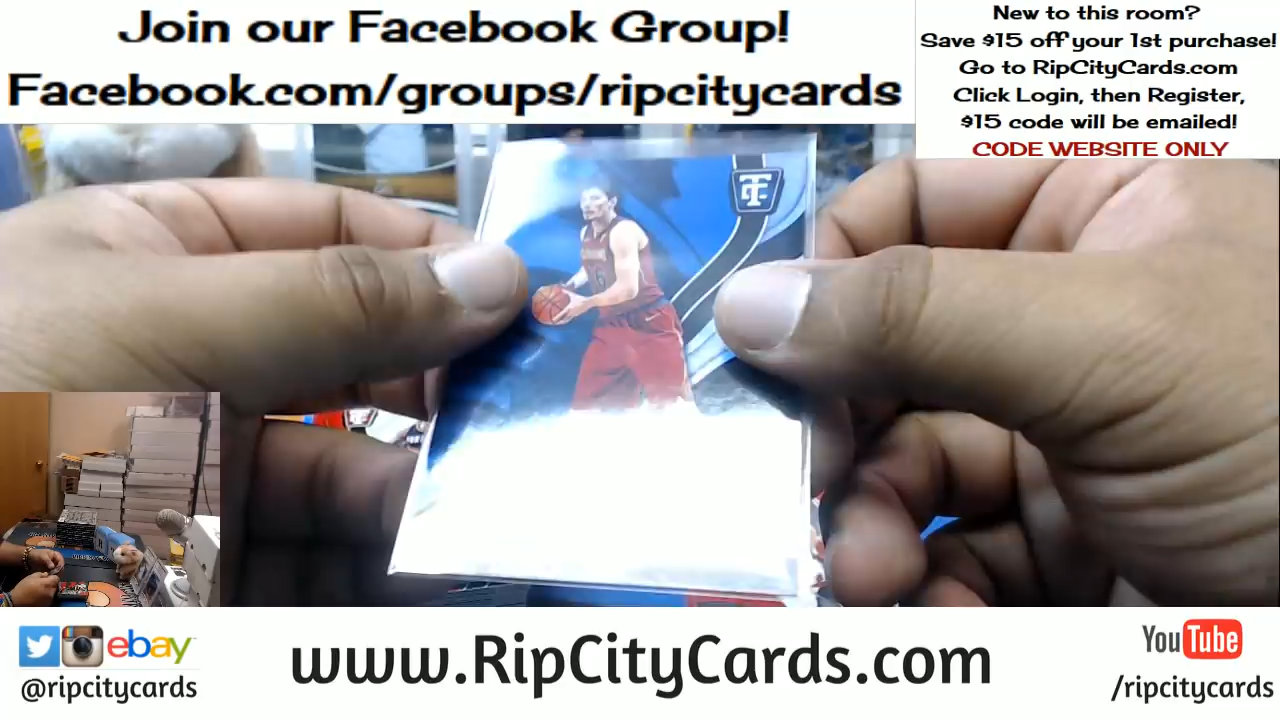 Join our Facebook Group!
Facebook.com/groups/ripcitycards
New to this room?
Save $15 off your 1st purchase!
Go to RipCityCards.com
Click Login, then Register,
$15 code will be emailed!
CODE WEBSITE ONLY
ebay
@ripcitycards
www.RipCityCards.com
YouTube
/ripcitycards